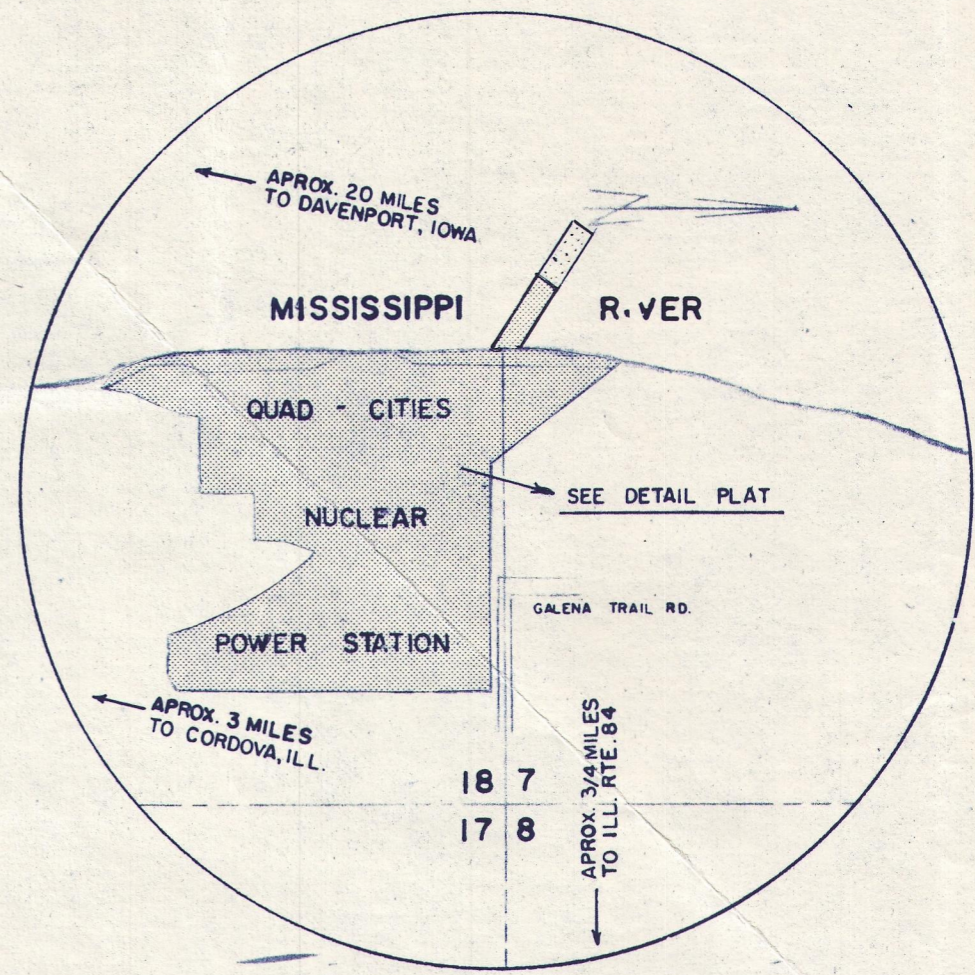 APROX. 20 MILES
TO DAVENPORT, IOWA
MISSISSIPPI RIVER
QUAD - CITIES
SEE DETAIL PLAT
NUCLEAR
GALENA TRAIL RD.
POWER STATION
APROX. 3 MILES
TO CORDOVA, ILL.
APROX. 3/4 MILES
TO ILL. RTE. 84
18 7
17 8